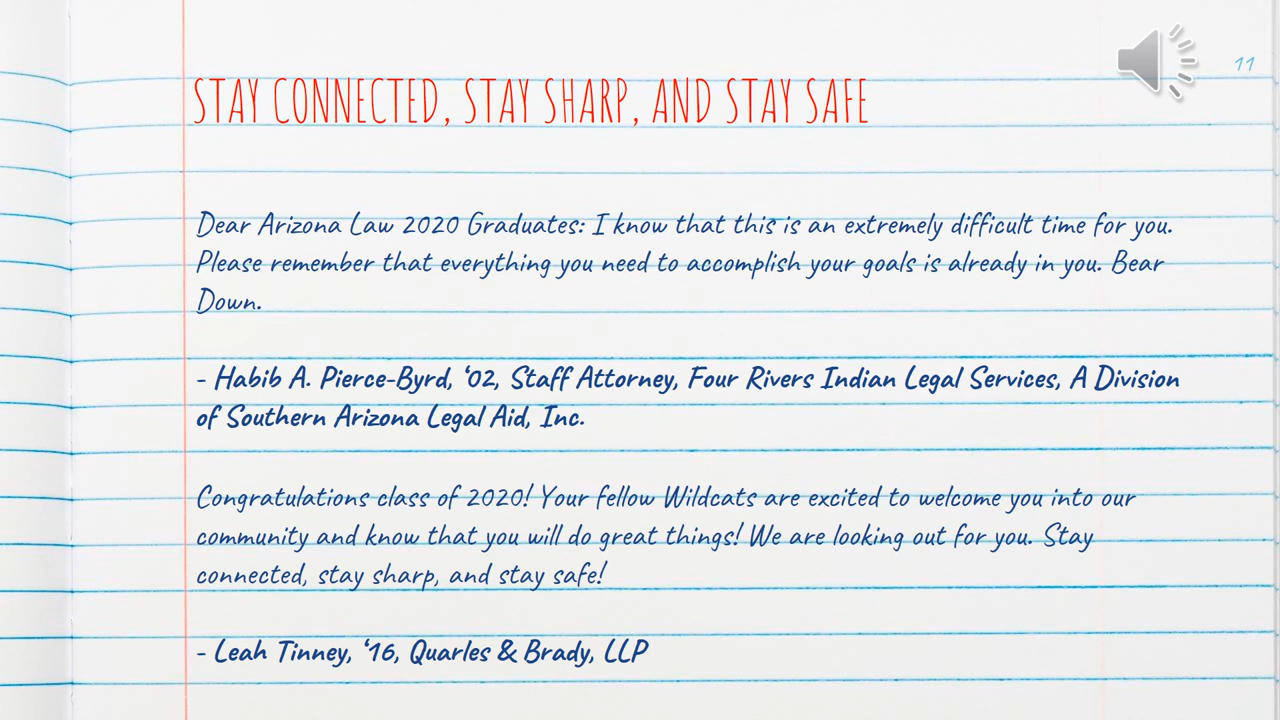 11
STAY CONNECTED, STAY SHARP, AND STAY SAFE
Dear Arizona Law 2020 Graduates: I know that this is an extremely difficult time for you.
Please remember that everything you need to accomplish your goals is already in you. Bear
Down.
- Habib A. Pierce-Byrd, ‘02, Staff Attorney, Four Rivers Indian Legal Services, A Division
of Southern Arizona Legal Aid, Inc.
Congratulations class of 2020! Your fellow Wildcats are excited to welcome you into our
community and know that you will do great things! We are looking out for you. Stay
connected, stay sharp, and stay safe!
- Leah Tinney, ‘16, Quarles & Brady, LLP